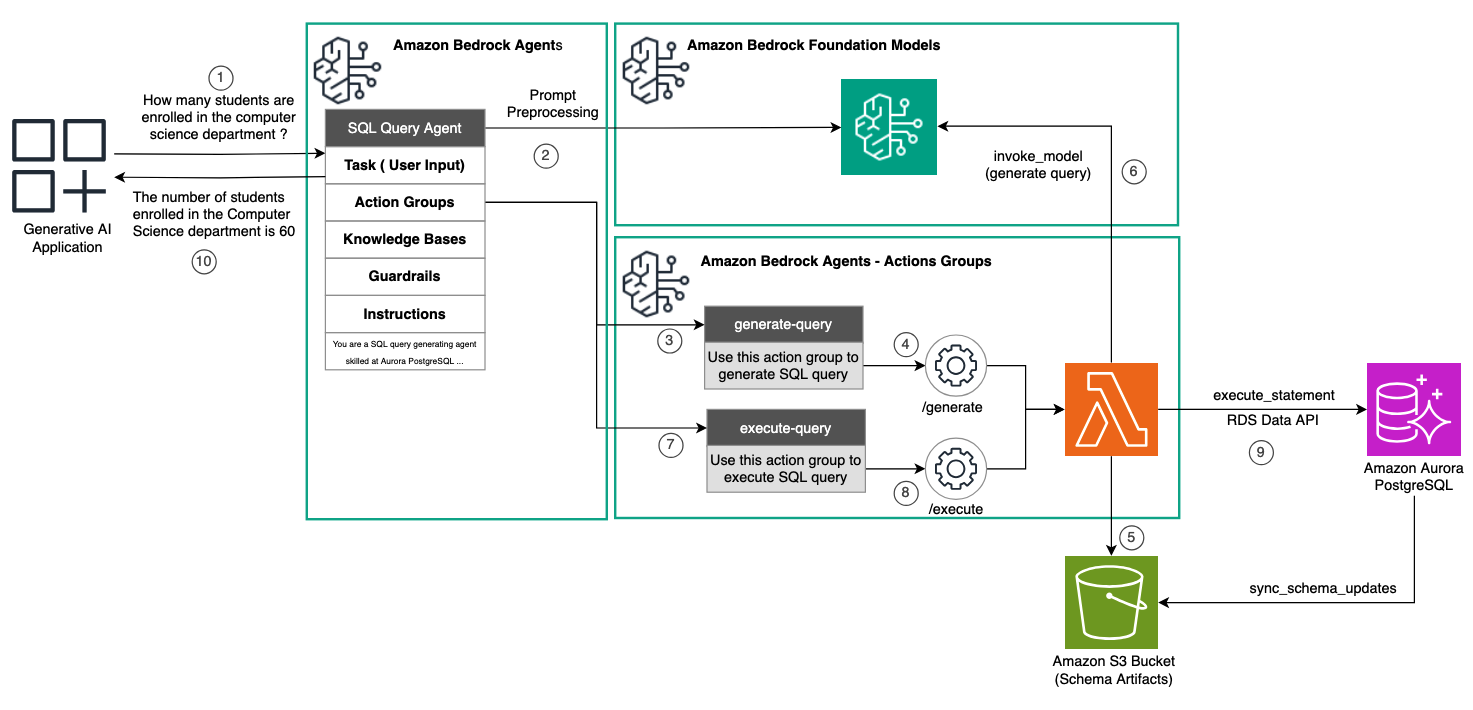 Amazon Bedrock Agents
Amazon Bedrock Foundation Models
1
How many students are
enrolled in the computer
science department ?
Prompt
Preprocessing
2
SQL Query Agent
Task ( User Input)
Action Groups
Knowledge Bases
Guardrails
Instructions
You are a SQL query generating agent
skilled at Aurora PostgreSQL ...
The number of students
enrolled in the Computer
Science department is 60
10
Generative AI
Application
invoke_model
(generate query)
6
Amazon Bedrock Agents - Actions Groups
3
generate-query
Use this action group to
generate SQL query
4
/generate
7
execute-query
Use this action group to
execute SQL query
8
/execute
execute_statement
RDS Data API
9
Amazon Aurora
PostgreSQL
5
sync_schema_updates
Amazon S3 Bucket
(Schema Artifacts)